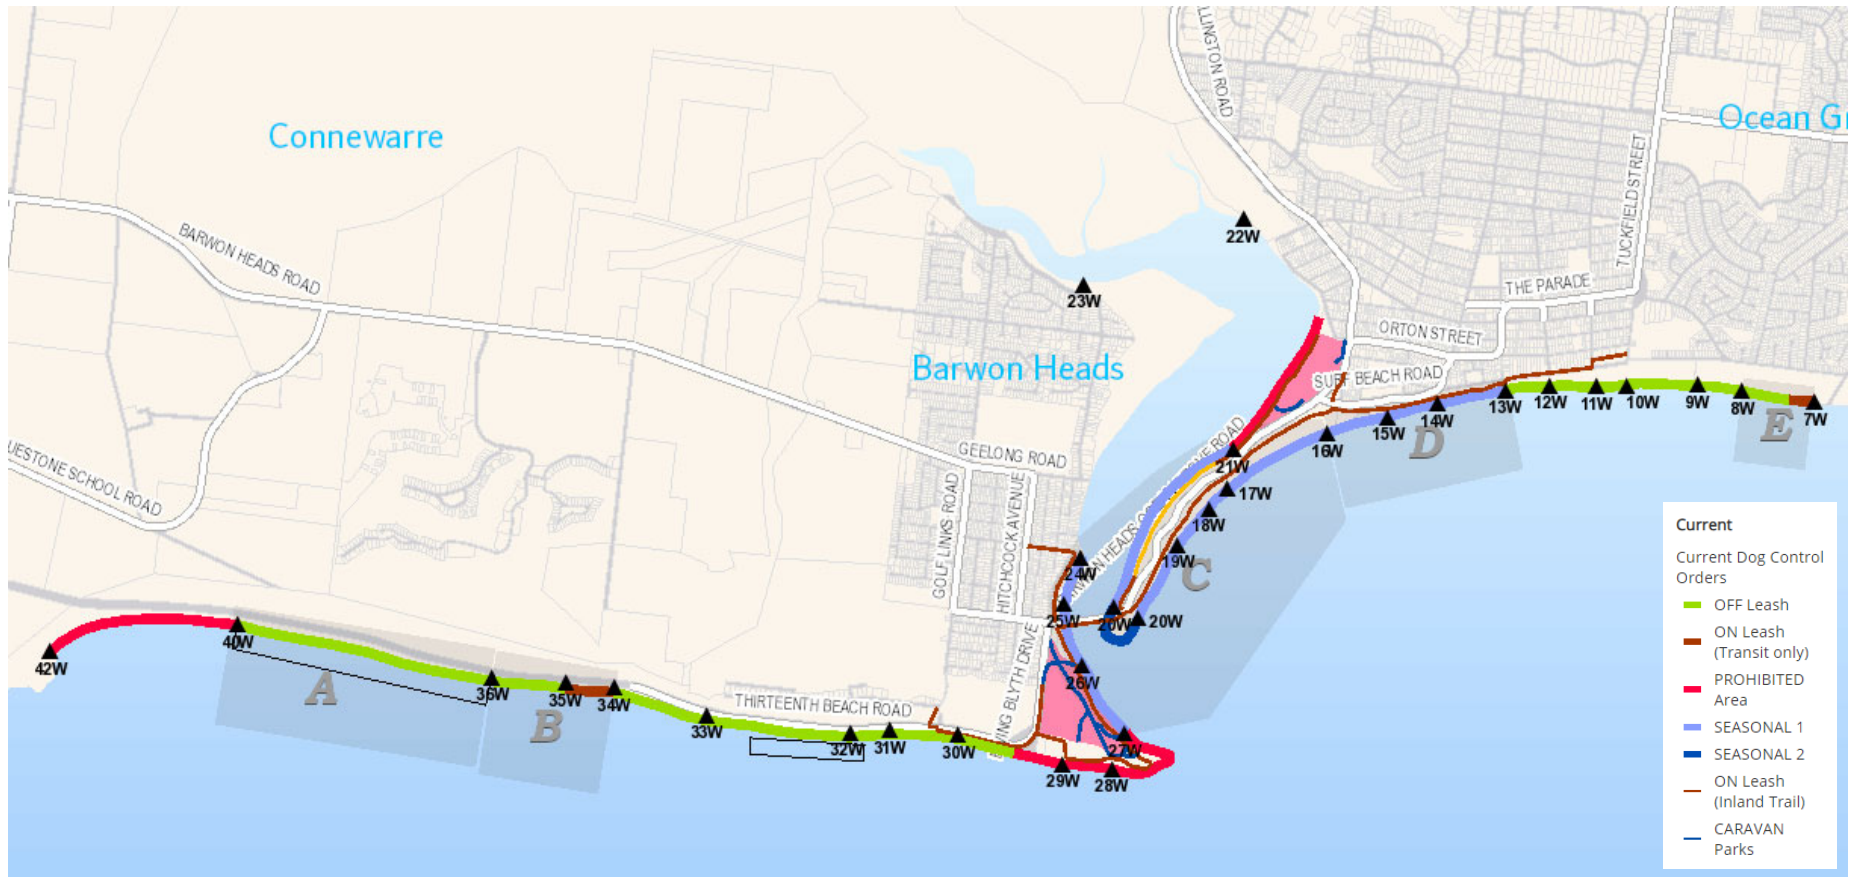 LLINGTON ROAD
Ocean Gr
Connewarre
TUCKFIELD STREET
BARWON HEADS ROAD
22W
23W
THE PARADE
ORTON STREET
Barwon Heads
SURF BEACH ROAD
13W
12W
11W
10W
9W
8W
7W
14W
15W
16W
D
E
GEELONG ROAD
21W
17W
18W
19W
C
UESTONE SCHOOL ROAD
GOLF LINKS ROAD
HITCHCOCK AVENUE
24W
25W
20W
20W
42W
40W
A
36W
35W
34W
B
33W
THIRTEENTH BEACH ROAD
32W
31W
30W
26W
27W
29W
28W
Current
Current Dog Control
Orders
OFF Leash
ON Leash
(Transit only)
PROHIBITED
Area
SEASONAL 1
SEASONAL 2
ON Leash
(Inland Trail)
CARAVAN
Parks